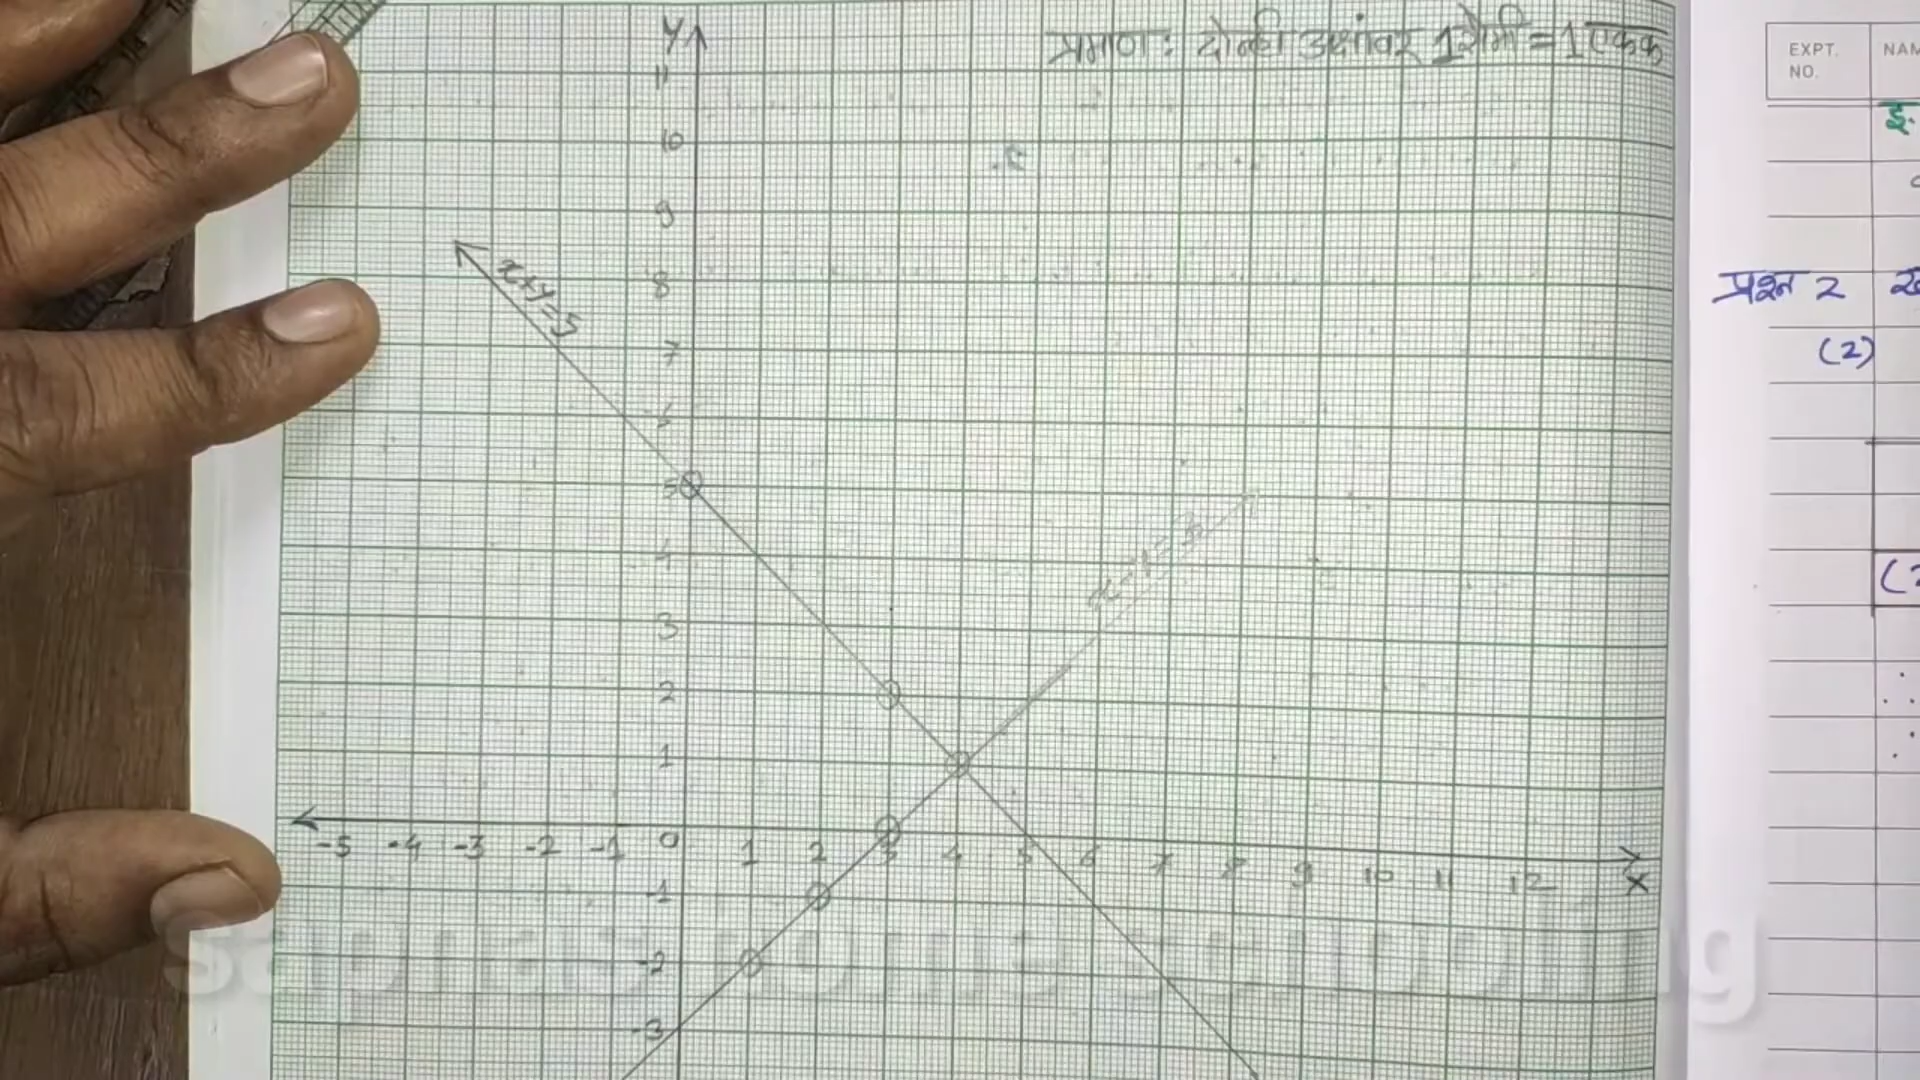 Y
प्रमाण : दोन्ही अक्षांवर 1 सेमी = 1 एकक
11
10
9
8
x+y=5
7
6
5
4
x-y=3
3
2
1
-5 -4 -3 -2 -1 0 1 2 3 4 5 6 7 8 9 10 11 12 X
-1
-2
-3
EXPT. NO.
इ.
प्रश्न 2
(2)